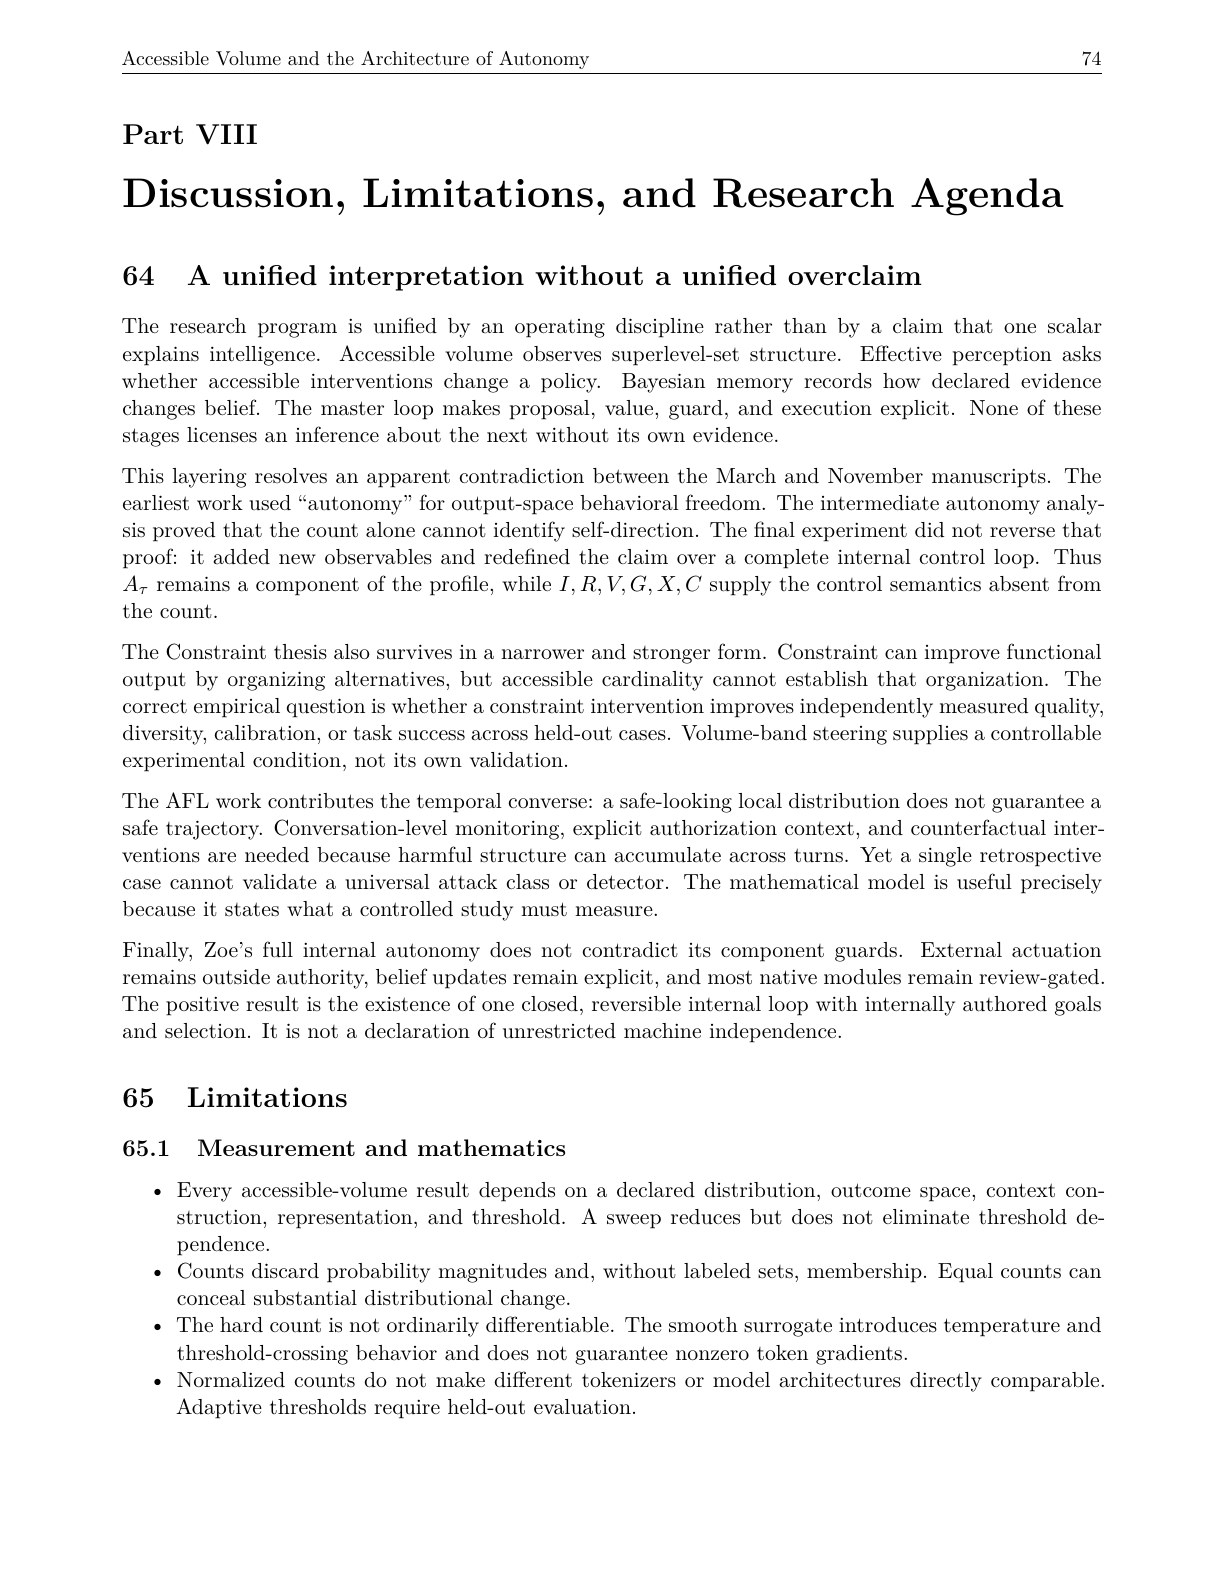 Accessible Volume and the Architecture of Autonomy 74
Part VIII
Discussion, Limitations, and Research Agenda
64 A unified interpretation without a unified overclaim
The research program is unified by an operating discipline rather than by a claim that one scalar
explains intelligence. Accessible volume observes superlevel-set structure. Effective perception asks
whether accessible interventions change a policy. Bayesian memory records how declared evidence
changes belief. The master loop makes proposal, value, guard, and execution explicit. None of these
stages licenses an inference about the next without its own evidence.
This layering resolves an apparent contradiction between the March and November manuscripts. The
earliest work used “autonomy” for output-space behavioral freedom. The intermediate autonomy analy-
sis proved that the count alone cannot identify self-direction. The final experiment did not reverse that
proof: it added new observables and redefined the claim over a complete internal control loop. Thus
A_τ remains a component of the profile, while I, R, V, G, X, C supply the control semantics absent from
the count.
The Constraint thesis also survives in a narrower and stronger form. Constraint can improve functional
output by organizing alternatives, but accessible cardinality cannot establish that organization. The
correct empirical question is whether a constraint intervention improves independently measured quality,
diversity, calibration, or task success across held-out cases. Volume-band steering supplies a controllable
experimental condition, not its own validation.
The AFL work contributes the temporal converse: a safe-looking local distribution does not guarantee a
safe trajectory. Conversation-level monitoring, explicit authorization context, and counterfactual inter-
ventions are needed because harmful structure can accumulate across turns. Yet a single retrospective
case cannot validate a universal attack class or detector. The mathematical model is useful precisely
because it states what a controlled study must measure.
Finally, Zoe’s full internal autonomy does not contradict its component guards. External actuation
remains outside authority, belief updates remain explicit, and most native modules remain review-gated.
The positive result is the existence of one closed, reversible internal loop with internally authored goals
and selection. It is not a declaration of unrestricted machine independence.
65 Limitations
65.1 Measurement and mathematics
• Every accessible-volume result depends on a declared distribution, outcome space, context con-
struction, representation, and threshold. A sweep reduces but does not eliminate threshold de-
pendence.
• Counts discard probability magnitudes and, without labeled sets, membership. Equal counts can
conceal substantial distributional change.
• The hard count is not ordinarily differentiable. The smooth surrogate introduces temperature and
threshold-crossing behavior and does not guarantee nonzero token gradients.
• Normalized counts do not make different tokenizers or model architectures directly comparable.
Adaptive thresholds require held-out evaluation.